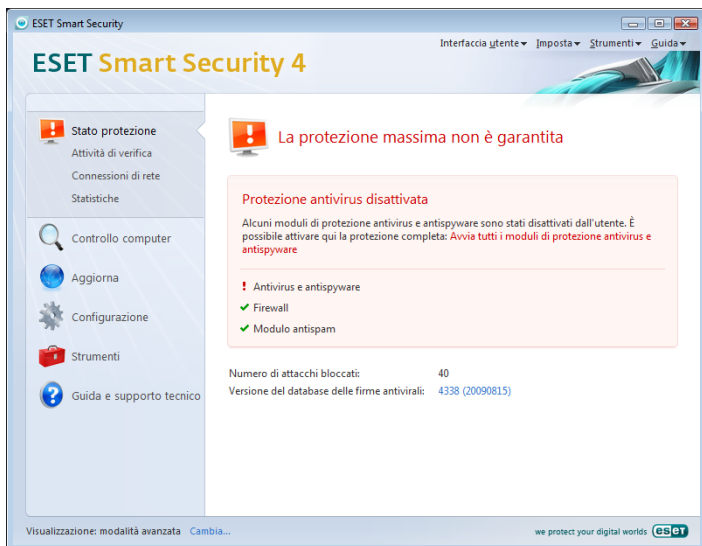 ESET Smart Security
Interfaccia utente Imposta Strumenti Guida
ESET Smart Security 4
Stato protezione
Attività di verifica
Connessioni di rete
Statistiche
Controllo computer
Aggiorna
Configurazione
Strumenti
Guida e supporto tecnico
La protezione massima non è garantita
Protezione antivirus disattivata
Alcuni moduli di protezione antivirus e antispyware sono stati disattivati dall'utente. È
possibile attivare qui la protezione completa: Avvia tutti i moduli di protezione antivirus e
antispyware
Antivirus e antispyware
Firewall
Modulo antispam
Numero di attacchi bloccati: 40
Versione del database delle firme antivirali: 4338 (20090815)
Visualizzazione: modalità avanzata Cambia...
we protect your digital worlds eset